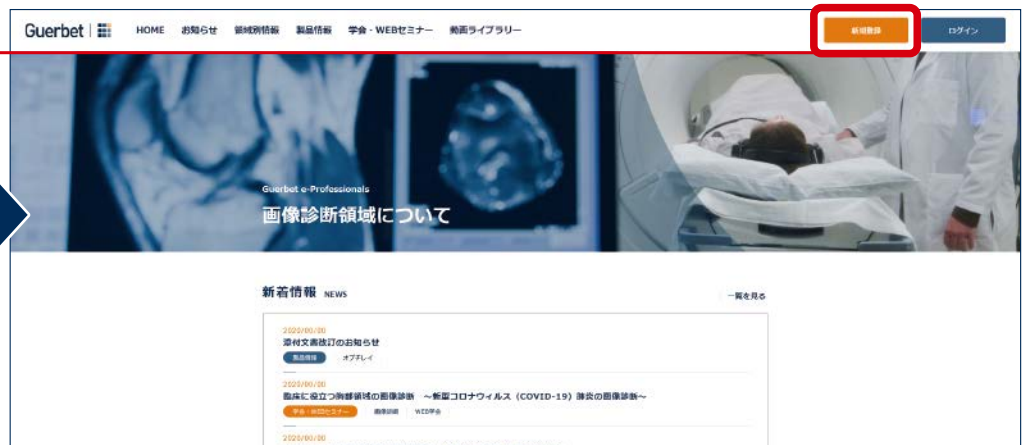 Guerbet
HOME お知らせ 領域別情報 製品情報 学会・WEBセミナー 動画ライブラリー
新規登録 ログイン
Guerbet e-Professionals
画像診断領域について
新着情報 NEWS 一覧を見る
2020/00/00
添付文書改訂のお知らせ
製品情報 オプチレイ
2020/00/00
臨床に役立つ胸部領域の画像診断 ～新型コロナウィルス（COVID-19）肺炎の画像診断～
学会・WEBセミナー 画像診断 WEB学会
2020/00/00